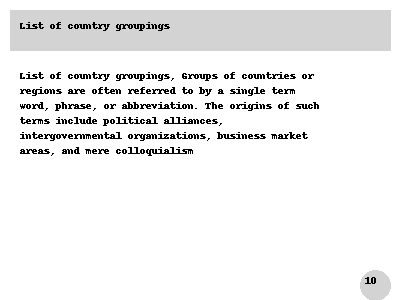 List of country groupings
List of country groupings, Groups of countries or
regions are often referred to by a single term
word, phrase, or abbreviation. The origins of such
terms include political alliances,
intergovernmental organizations, business market
areas, and mere colloquialism
10